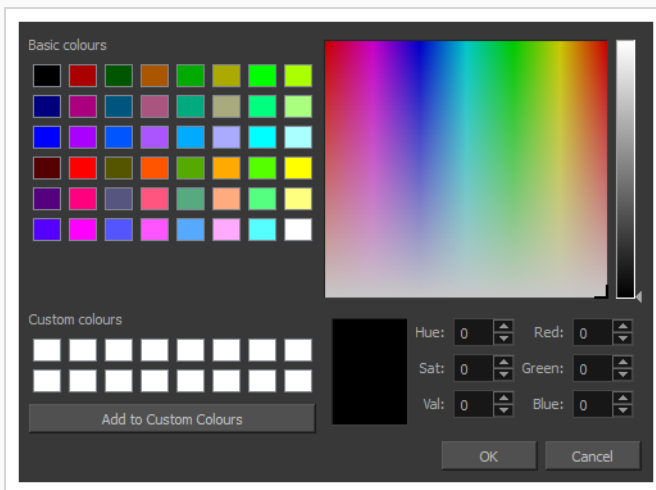 Basic colours
Custom colours
Add to Custom Colours
Hue: 0 Red: 0
Sat: 0 Green: 0
Val: 0 Blue: 0
OK Cancel